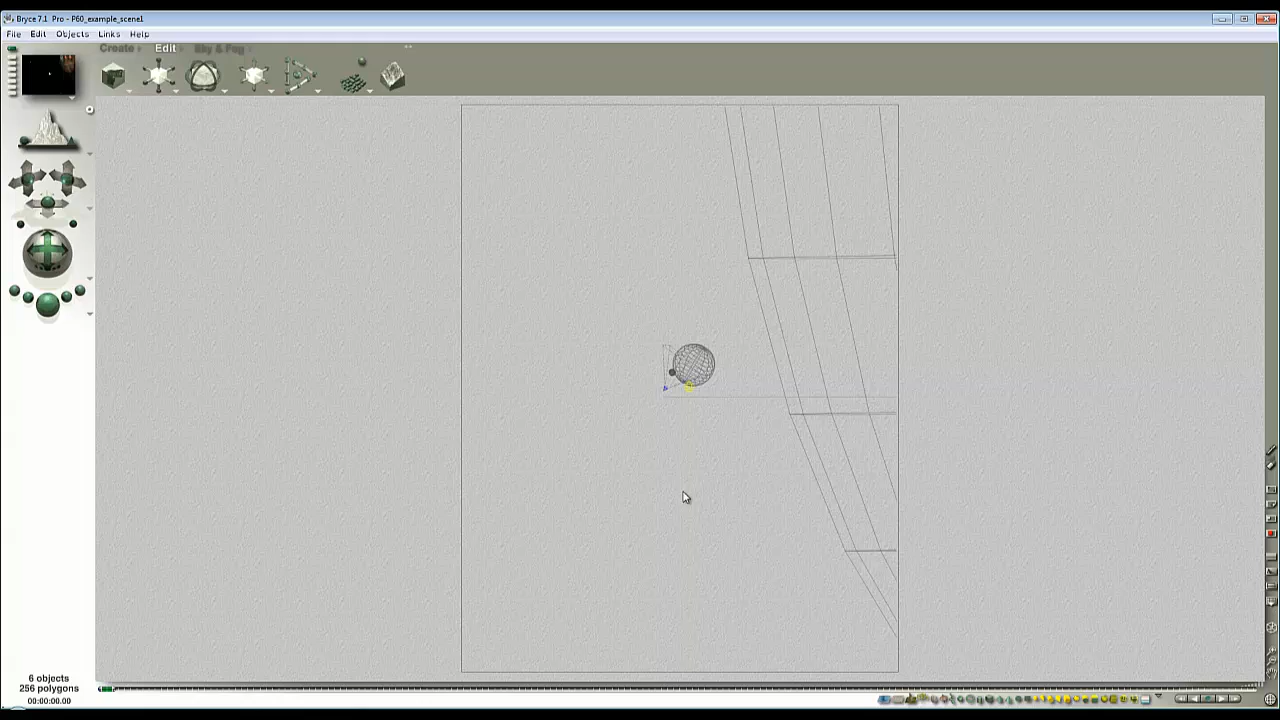 Bryce 7.1 Pro - P60_example_scene1
File Edit Objects Links Help
Create Edit Sky & Fog
6 objects
256 polygons
00:00:00.00